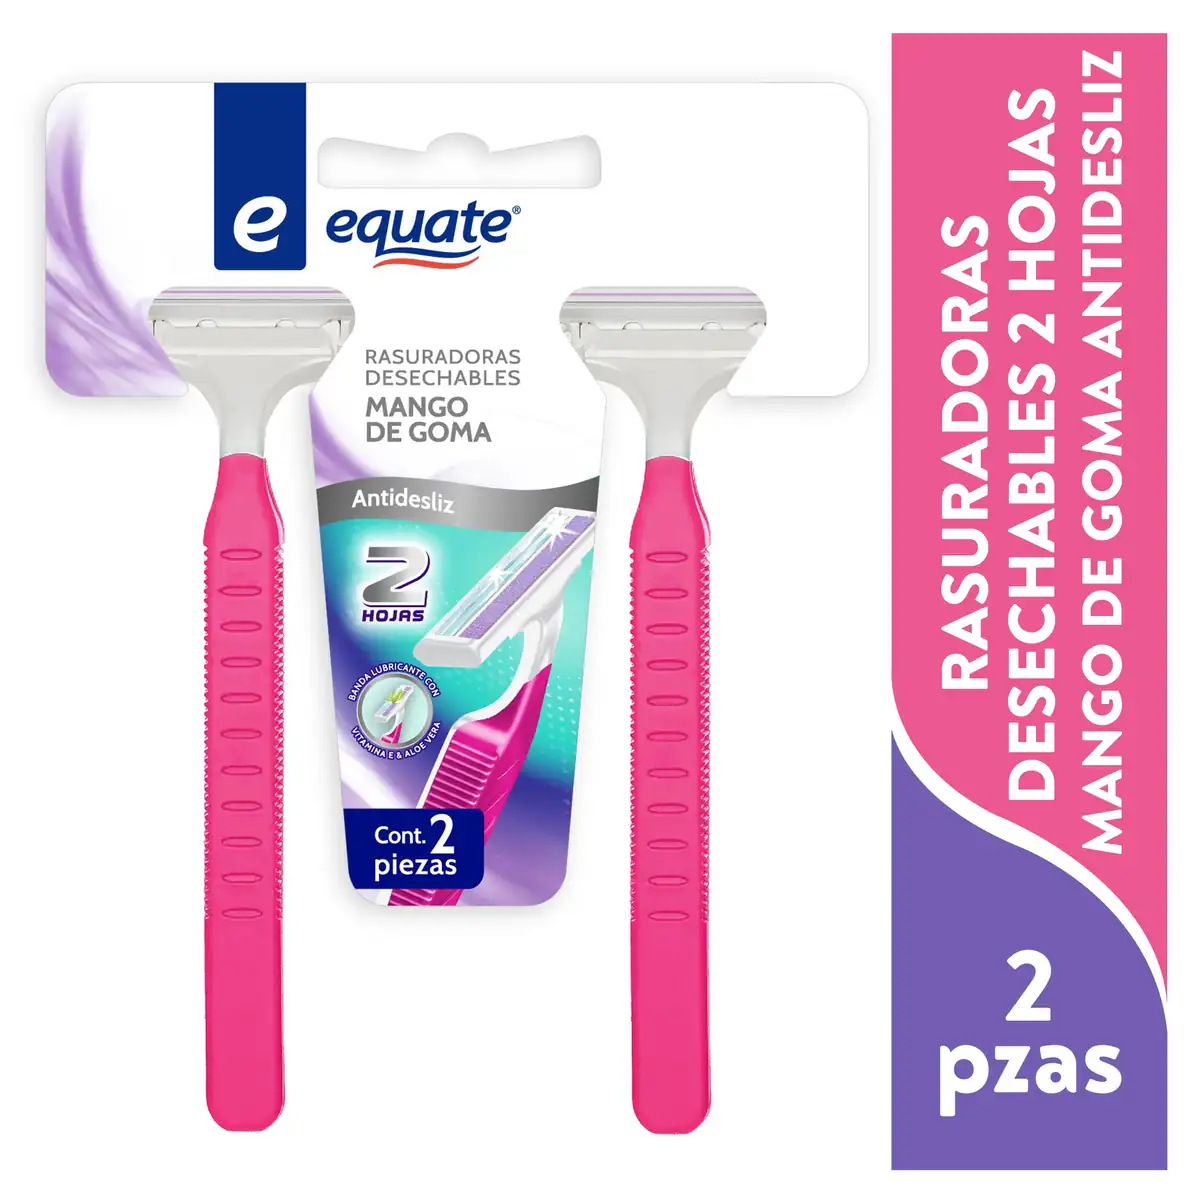 e
equate®
RASURADORAS
DESECHABLES
MANGO
DE GOMA
Antidesliz
2
HOJAS
BANDA LUBRICANTE CON
VITAMINA E & ALOE VERA
Cont. 2
piezas
RASURADORAS
DESECHABLES 2 HOJAS
MANGO DE GOMA ANTIDESLIZ
2
pzas